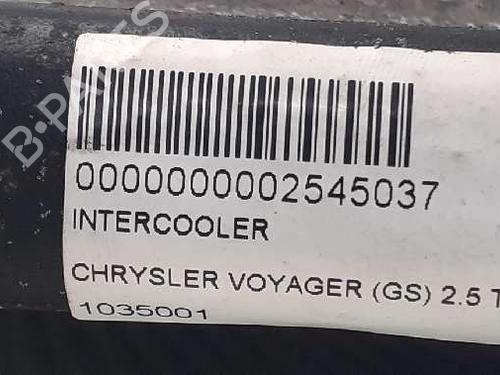 B-PARTS
0000000002545037
INTERCOOLER
CHRYSLER VOYAGER (GS) 2.5 T
1035001